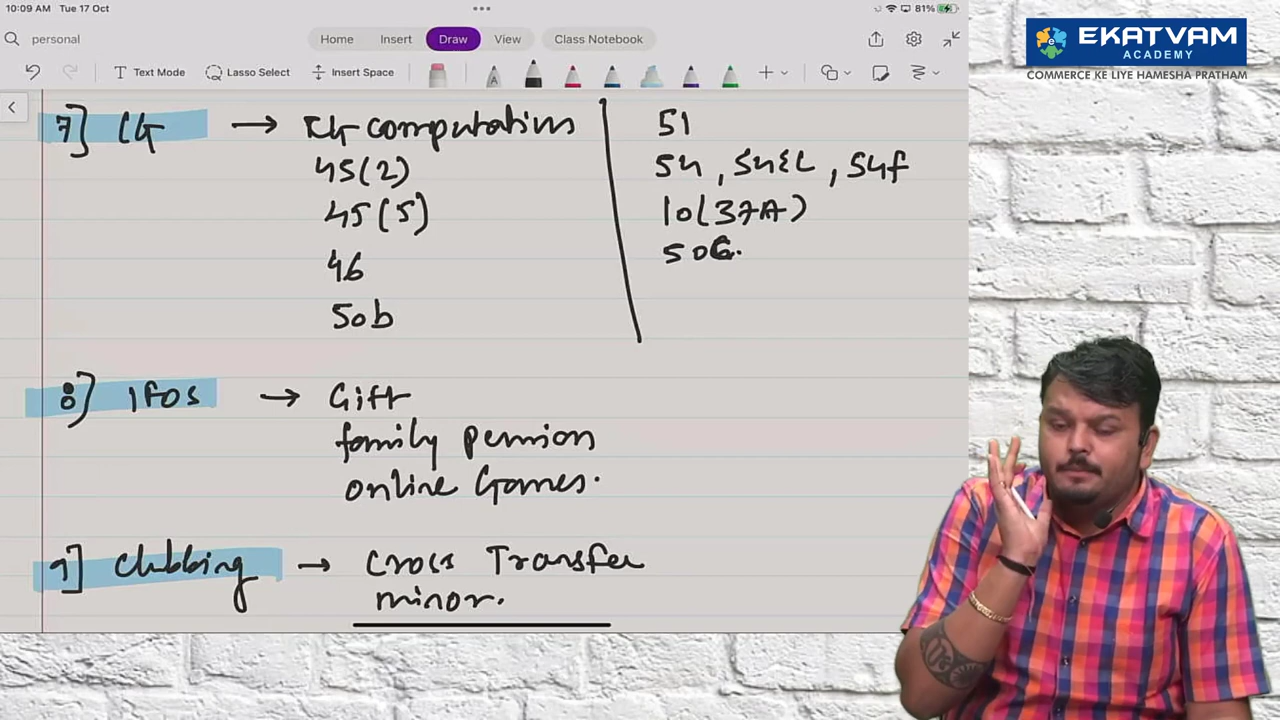 10:09 AM Tue 17 Oct
81%
personal
Home Insert Draw View Class Notebook
Text Mode Lasso Select Insert Space
EKATVAM
ACADEMY
COMMERCE KE LIYE HAMESHA PRATHAM
7] CG → computation
45(2)
45(5)
46
50b
51
54, 54EC, 54f
10(37A)
50C.
8] IFOS → Gift
family pension
online Games.
9] Clubbing → Cross Transfer
minor.